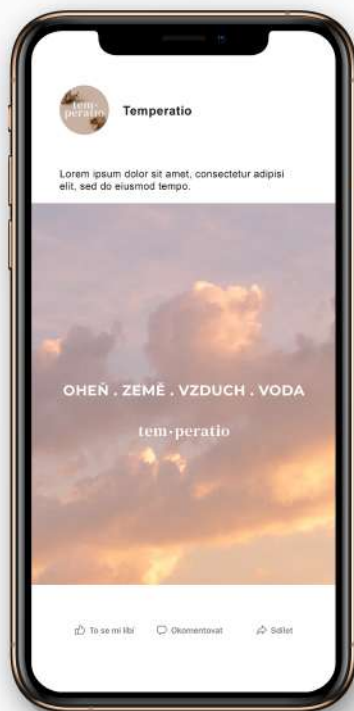 tem·
peratio
Temperatio
Lorem ipsum dolor sit amet, consectetur adipisi
elit, sed do eiusmod tempo.
OHEŇ . ZEMĚ . VZDUCH . VODA
tem·peratio
To se mi líbí
Okomentovat
Sdílet